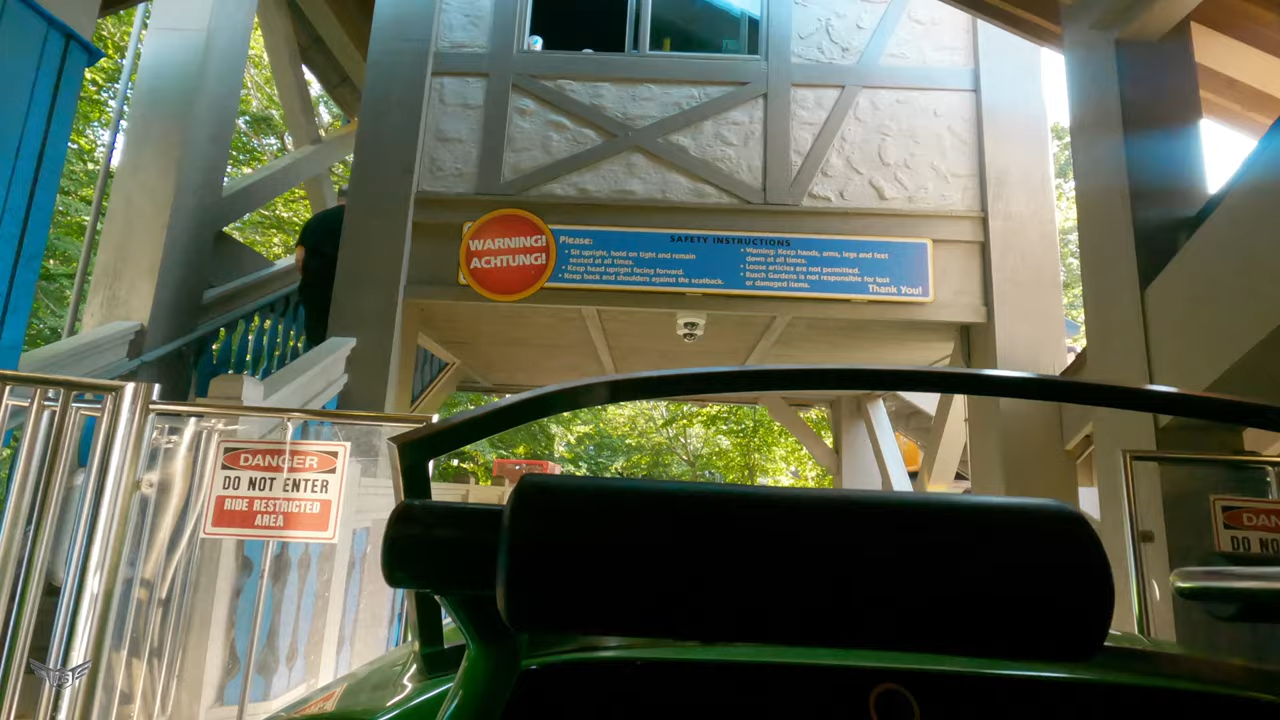 WARNING!
ACHTUNG!
SAFETY INSTRUCTIONS
Please:
• Sit upright, hold on tight and remain
seated at all times.
• Keep head upright facing forward.
• Keep back and shoulders against the seatback.
• Warning: Keep hands, arms, legs and feet
down at all times.
• Loose articles are not permitted.
• Busch Gardens is not responsible for lost
or damaged items.
Thank You!
DANGER
DO NOT ENTER
RIDE RESTRICTED
AREA
DAN
DO NO